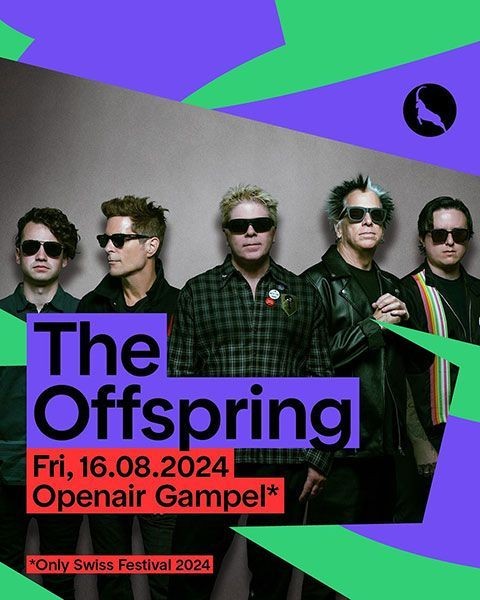 The
Offspring
Fri, 16.08.2024
Openair Gampel*
*Only Swiss Festival 2024